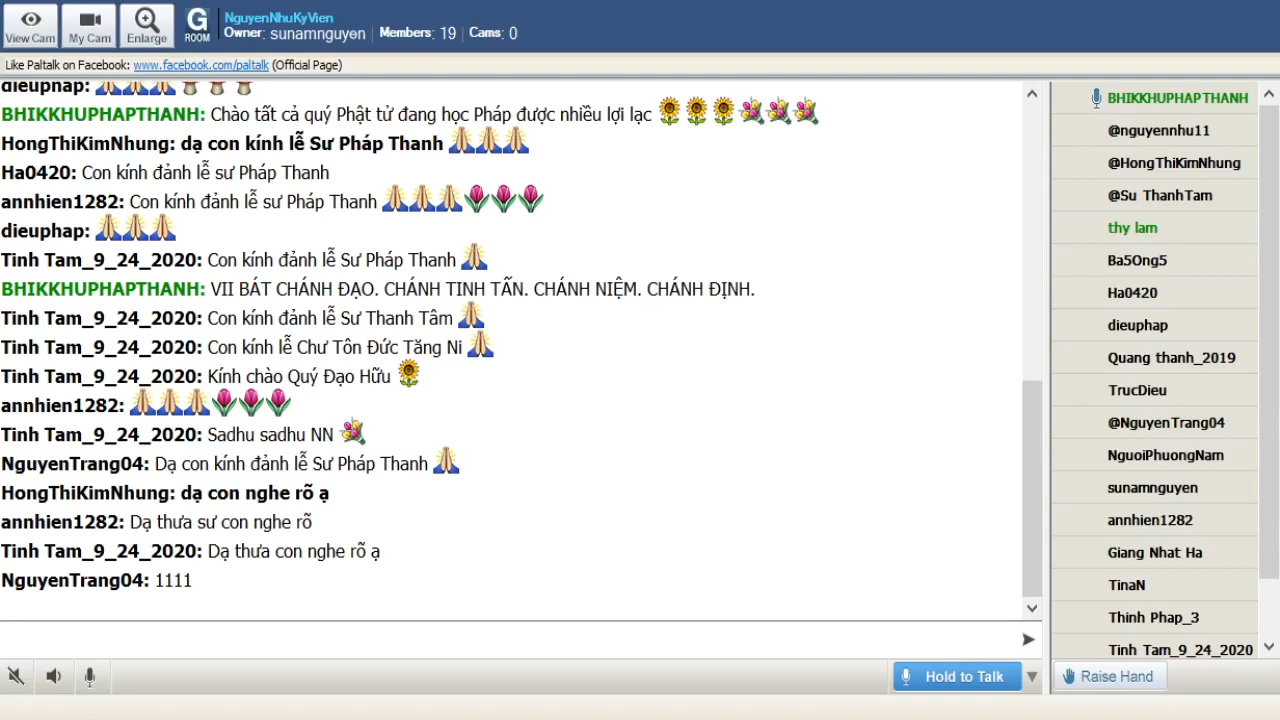 View Cam
My Cam
Enlarge
G
ROOM
NguyenNhuKyVien
Owner: sunamnguyen
Members: 19
Cams: 0
Like Paltalk on Facebook: www.facebook.com/paltalk (Official Page)
dieuphap:
BHIKKHUPHAPTHANH: Chào tất cả quý Phật tử đang học Pháp được nhiều lợi lạc
HongThiKimNhung: dạ con kính lễ Sư Pháp Thanh
Ha0420: Con kính đảnh lễ sư Pháp Thanh
annhien1282: Con kính đảnh lễ sư Pháp Thanh
dieuphap:
Tinh Tam_9_24_2020: Con kính đảnh lễ Sư Pháp Thanh
BHIKKHUPHAPTHANH: VII BÁT CHÁNH ĐẠO. CHÁNH TINH TẤN. CHÁNH NIỆM. CHÁNH ĐỊNH.
Tinh Tam_9_24_2020: Con kính đảnh lễ Sư Thanh Tâm
Tinh Tam_9_24_2020: Con kính lễ Chư Tôn Đức Tăng Ni
Tinh Tam_9_24_2020: Kính chào Quý Đạo Hữu
annhien1282:
Tinh Tam_9_24_2020: Sadhu sadhu NN
NguyenTrang04: Dạ con kính đảnh lễ Sư Pháp Thanh
HongThiKimNhung: dạ con nghe rõ ạ
annhien1282: Dạ thưa sư con nghe rõ
Tinh Tam_9_24_2020: Dạ thưa con nghe rõ ạ
NguyenTrang04: 1111
BHIKKHUPHAPTHANH
@nguyennhu11
@HongThiKimNhung
@Su ThanhTam
thy lam
Ba5Ong5
Ha0420
dieuphap
Quang thanh_2019
TrucDieu
@NguyenTrang04
NguoiPhuongNam
sunamnguyen
annhien1282
Giang Nhat Ha
TinaN
Thinh Phap_3
Tinh Tam_9_24_2020
Hold to Talk
Raise Hand